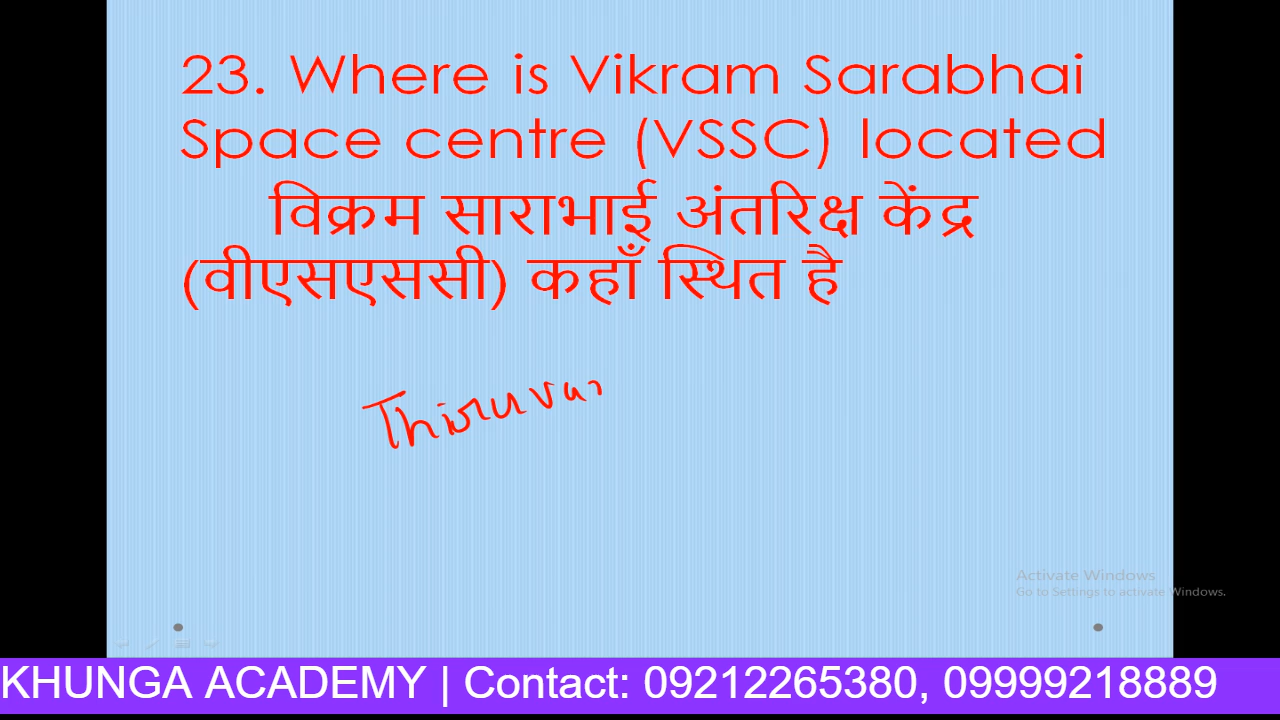 23. Where is Vikram Sarabhai
Space centre (VSSC) located
विक्रम साराभाई अंतरिक्ष केंद्र
(वीएसएससी) कहाँ स्थित है
Thiruvan
Activate Windows
Go to Settings to activate Windows.
KHUNGA ACADEMY | Contact: 09212265380, 09999218889